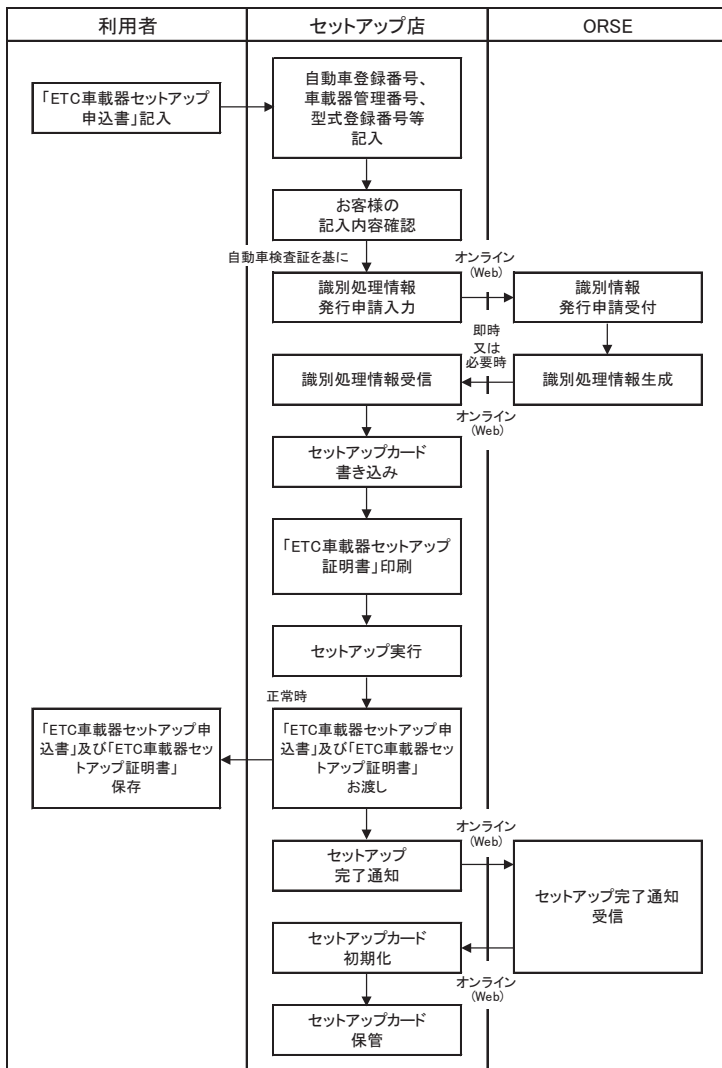 利用者
セットアップ店
ORSE
「ETC車載器セットアップ
申込書」記入
自動車登録番号、
車載器管理番号、
型式登録番号等
記入
お客様の
記入内容確認
自動車検査証を基に
オンライン
(Web)
識別処理情報
発行申請入力
識別情報
発行申請受付
即時
又は
必要時
識別処理情報受信
識別処理情報生成
オンライン
(Web)
セットアップカード
書き込み
「ETC車載器セットアップ
証明書」印刷
セットアップ実行
正常時
「ETC車載器セットアップ申
込書」及び「ETC車載器セッ
トアップ証明書」
保存
「ETC車載器セットアップ申
込書」及び「ETC車載器セッ
トアップ証明書」
お渡し
オンライン
(Web)
セットアップ
完了通知
セットアップ完了通知
受信
セットアップカード
初期化
オンライン
(Web)
セットアップカード
保管